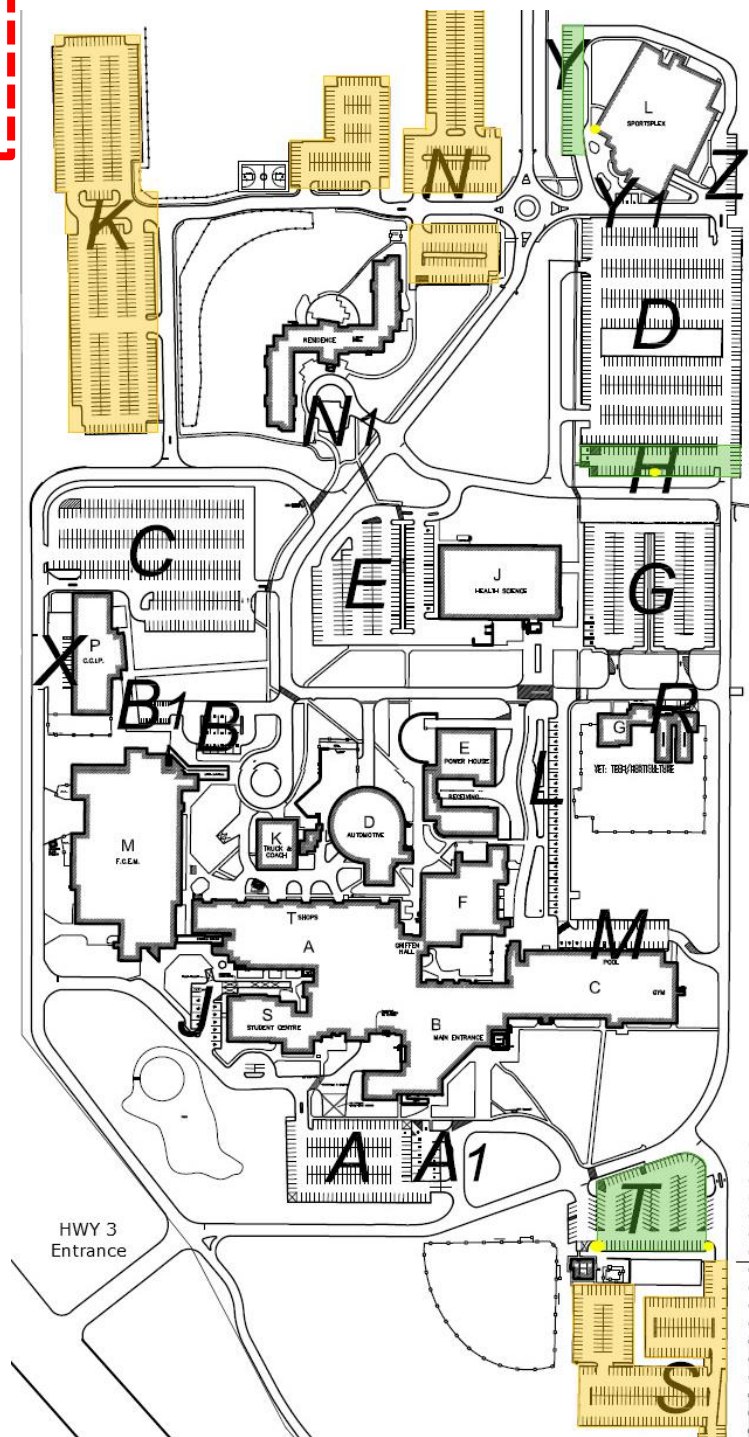 Y
L
SPORTSPLEX
N
Z
K
Y1
D
RESIDENCE
N1
H
C
E
J
HEALTH SCIENCE
G
P
C.C.I.P.
X
B1
B
R
G
E
POWER HOUSE
VET. TECH/HORTICULTURE
L
RECEIVING
D
AUTOMOTIVE
K
TRUCK &
COACH
M
F.C.E.M.
F
T SHOPS
M
GRIFFEN
HALL
A
POOL
C
GYM
J
S
STUDENT CENTRE
B
MAIN ENTRANCE
A
A1
T
HWY 3
Entrance
S